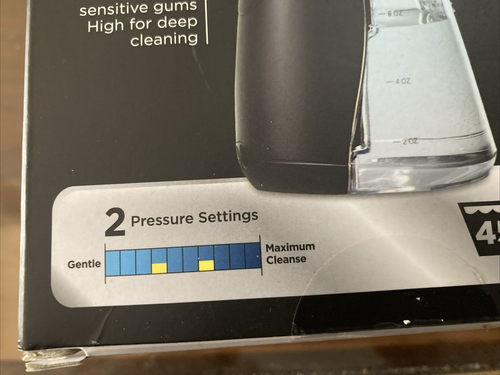 sensitive gums
High for deep
cleaning
6 OZ
4 OZ
2 OZ
2 Pressure Settings
Gentle
Maximum
Cleanse